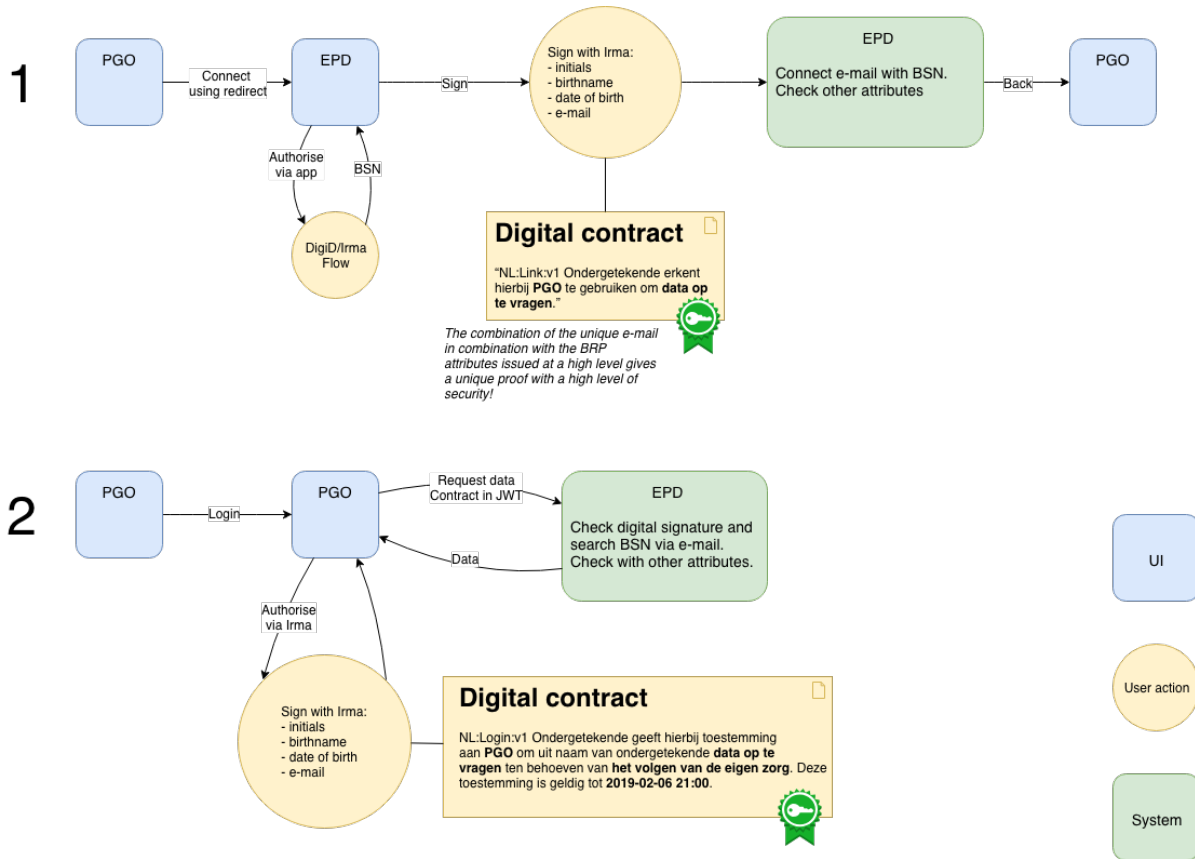 1
PGO
Connect
using redirect
EPD
Authorise
via app
BSN
DigiD/Irma
Flow
Sign
Sign with Irma:
- initials
- birthname
- date of birth
- e-mail
EPD
Connect e-mail with BSN.
Check other attributes
Back
PGO
Digital contract
“NL:Link:v1 Ondergetekende erkent
hierbij PGO te gebruiken om data op
te vragen.”
The combination of the unique e-mail
in combination with the BRP
attributes issued at a high level gives
a unique proof with a high level of
security!
2
PGO
Login
PGO
Request data
Contract in JWT
Data
EPD
Check digital signature and
search BSN via e-mail.
Check with other attributes.
Authorise
via Irma
Sign with Irma:
- initials
- birthname
- date of birth
- e-mail
Digital contract
NL:Login:v1 Ondergetekende geeft hierbij toestemming
aan PGO om uit naam van ondergetekende data op te
vragen ten behoeven van het volgen van de eigen zorg. Deze
toestemming is geldig tot 2019-02-06 21:00.
UI
User action
System